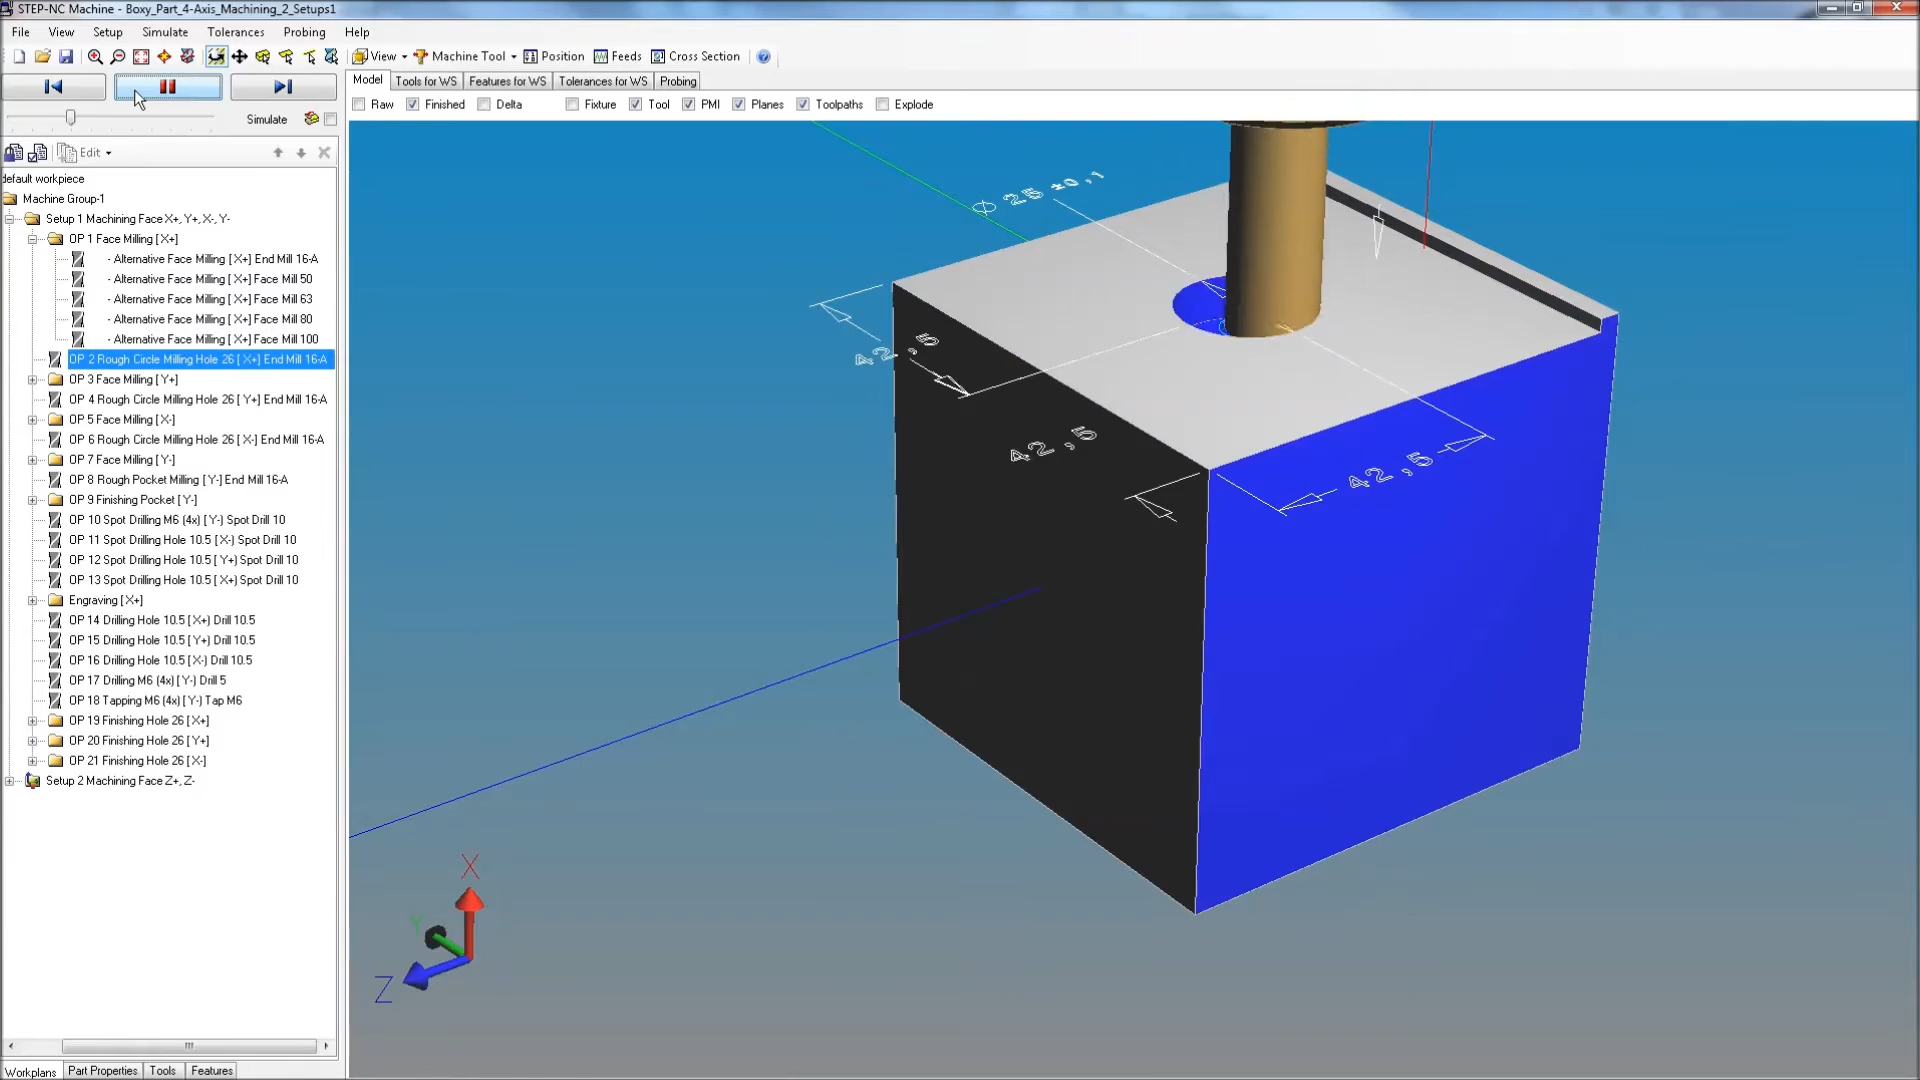 STEP-NC Machine - Boxy_Part_4-Axis_Machining_2_Setups1
File View Setup Simulate Tolerances Probing Help
View Machine Tool Position Feeds Cross Section
Model Tools for WS Features for WS Tolerances for WS Probing
Raw Finished Delta Fixture Tool PMI Planes Toolpaths Explode
Simulate
Edit
default workpiece
Machine Group-1
Setup 1 Machining Face X+, Y+, X-, Y-
OP 1 Face Milling [X+]
- Alternative Face Milling [X+] End Mill 16-A
- Alternative Face Milling [X+] Face Mill 50
- Alternative Face Milling [X+] Face Mill 63
- Alternative Face Milling [X+] Face Mill 80
- Alternative Face Milling [X+] Face Mill 100
OP 2 Rough Circle Milling Hole 26 [X+] End Mill 16-A
OP 3 Face Milling [Y+]
OP 4 Rough Circle Milling Hole 26 [Y+] End Mill 16-A
OP 5 Face Milling [X-]
OP 6 Rough Circle Milling Hole 26 [X-] End Mill 16-A
OP 7 Face Milling [Y-]
OP 8 Rough Pocket Milling [Y-] End Mill 16-A
OP 9 Finishing Pocket [Y-]
OP 10 Spot Drilling M6 (4x) [Y-) Spot Drill 10
OP 11 Spot Drilling Hole 10.5 [X-) Spot Drill 10
OP 12 Spot Drilling Hole 10.5 [Y+) Spot Drill 10
OP 13 Spot Drilling Hole 10.5 [X+) Spot Drill 10
Engraving [X+]
OP 14 Drilling Hole 10.5 [X+) Drill 10.5
OP 15 Drilling Hole 10.5 [Y+) Drill 10.5
OP 16 Drilling Hole 10.5 [X-) Drill 10.5
OP 17 Drilling M6 (4x) [Y-) Drill 5
OP 18 Tapping M6 (4x) [Y-) Tap M6
OP 19 Finishing Hole 26 [X+]
OP 20 Finishing Hole 26 [Y+]
OP 21 Finishing Hole 26 [X-]
Setup 2 Machining Face Z+, Z-
Workplans Part Properties Tools Features
∅ 25 ±0,1
42,5
42,5
42,5
X
Y
Z